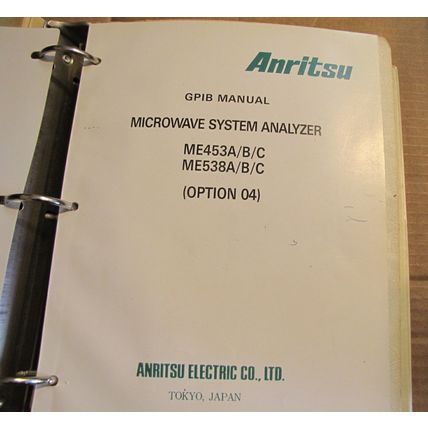 Anritsu
GPIB MANUAL
MICROWAVE SYSTEM ANALYZER
ME453A/B/C
ME538A/B/C
(OPTION 04)
ANRITSU ELECTRIC CO., LTD.
TOKYO, JAPAN